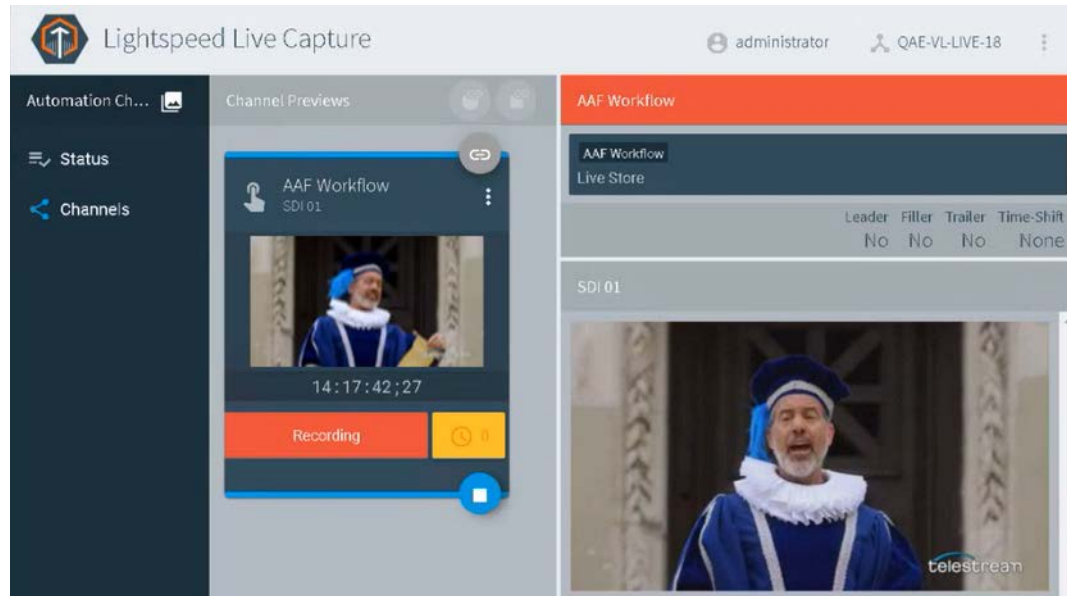 Lightspeed Live Capture
administrator
QAE-VL-LIVE-18
Automation Ch...
Status
Channels
Channel Previews
AAF Workflow
SDI 01
14:17:42;27
Recording
0
AAF Workflow
AAF Workflow
Live Store
Leader Filler Trailer Time-Shift
No No No None
SDI 01
telestream